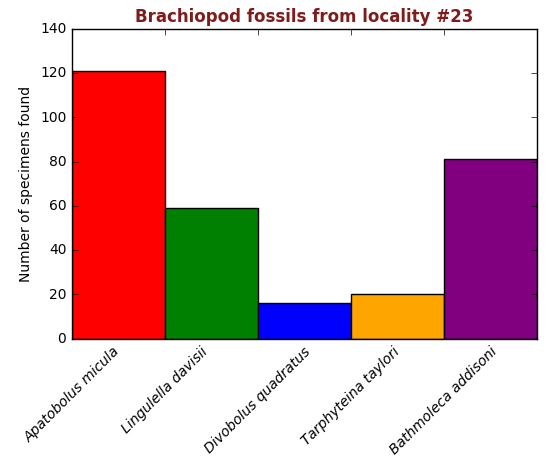 Brachiopod fossils from locality #23
Number of specimens found
140
120
100
80
60
40
20
0
Apatobolus micula
Lingulella davisii
Divobolus quadratus
Tarphyteina taylori
Bathmoleca addisoni